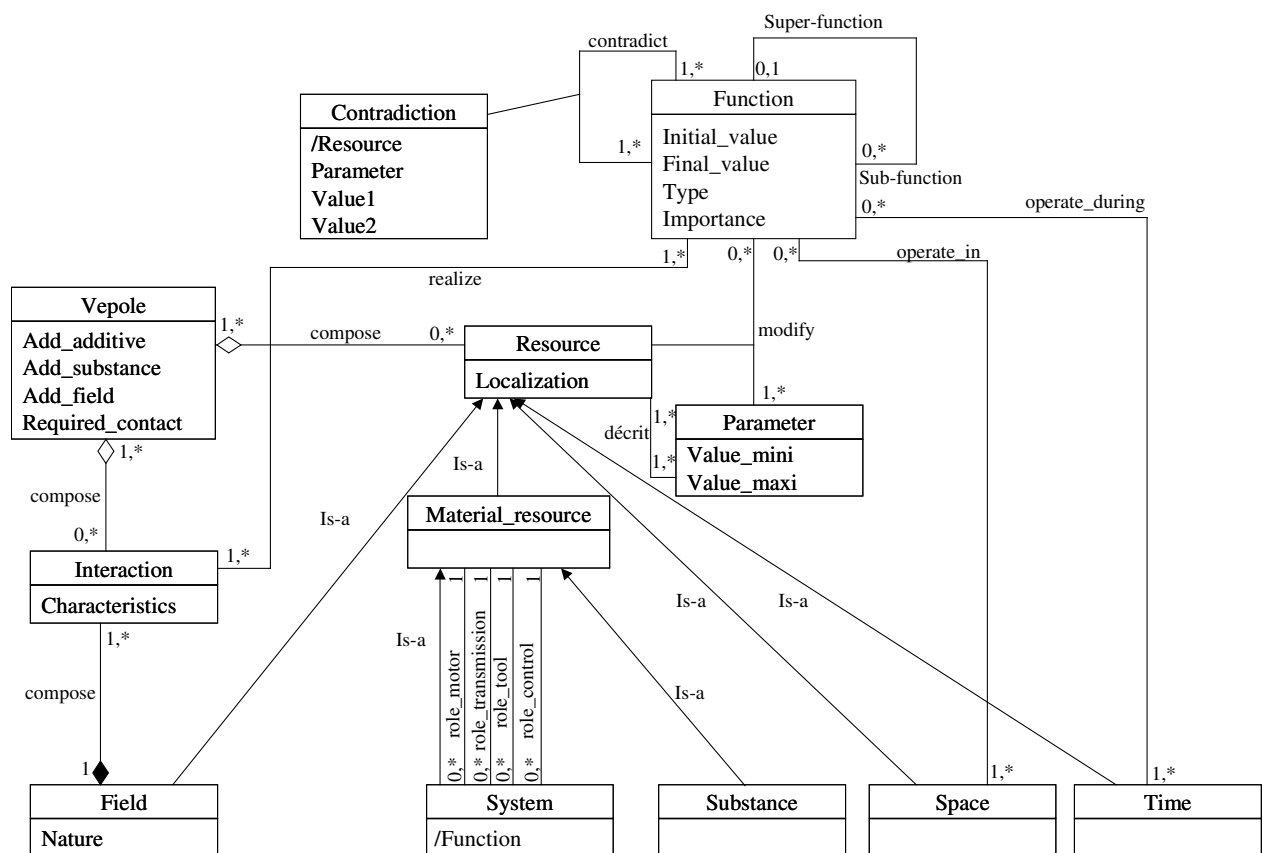 Super-function
contradict
1,*
0,1
Contradiction
/Resource
Parameter
Value1
Value2
1,*
Function
Initial_value
Final_value
Type
Importance
0,*
Sub-function
0,*
operate_during
1,*
0,*
0,*
operate_in
realize
Vepole
Add_additive
Add_substance
Add_field
Required_contact
1,*
compose
0,*
Resource
Localization
modify
1,*
1,*
décrit
1,*
Parameter
Value_mini
Value_maxi
1,*
compose
0,*
Is-a
Is-a
Material_resource
Interaction
Characteristics
1,*
1,*
1
1
1
1
Is-a
role_motor
role_transmission
role_tool
role_control
0,*
0,*
0,*
0,*
Is-a
Is-a
Is-a
compose
1
1,*
1,*
Field
Nature
System
/Function
Substance
Space
Time